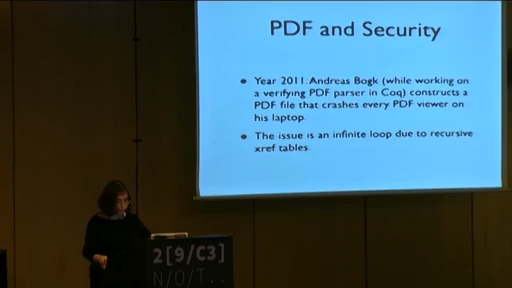 PDF and Security
• Year 2011: Andreas Bogk (while working on
a verifying PDF parser in Coq) constructs a
PDF file that crashes every PDF viewer on
his laptop.
• The issue is an infinite loop due to recursive
xref tables.
2[9/C3]
N/O/T..